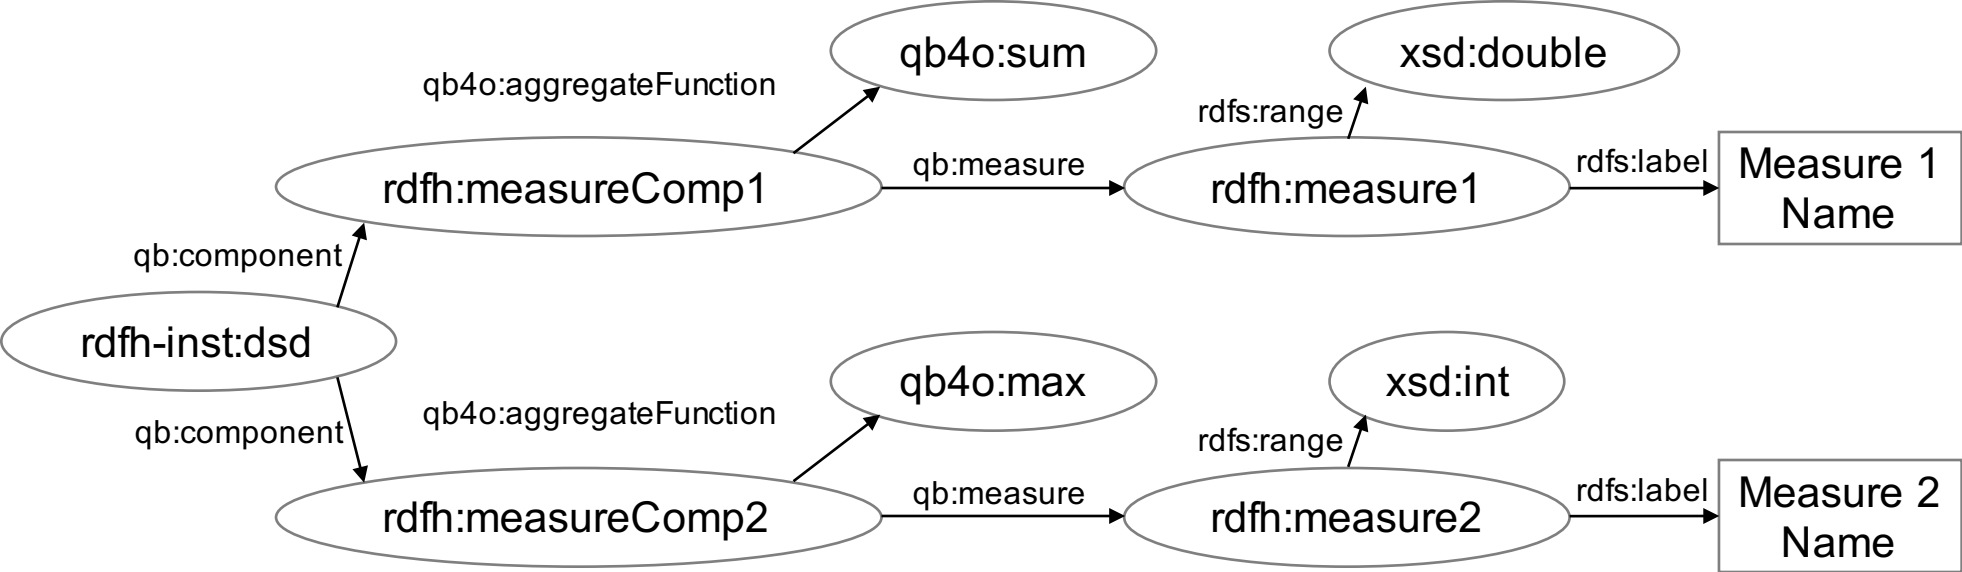 qb4o:sum
xsd:double
qb4o:aggregateFunction
rdfs:range
rdfh:measureComp1
qb:measure
rdfh:measure1
rdfs:label
Measure 1
Name
qb:component
rdfh-inst:dsd
qb:component
qb4o:max
xsd:int
qb4o:aggregateFunction
rdfs:range
rdfh:measureComp2
qb:measure
rdfh:measure2
rdfs:label
Measure 2
Name